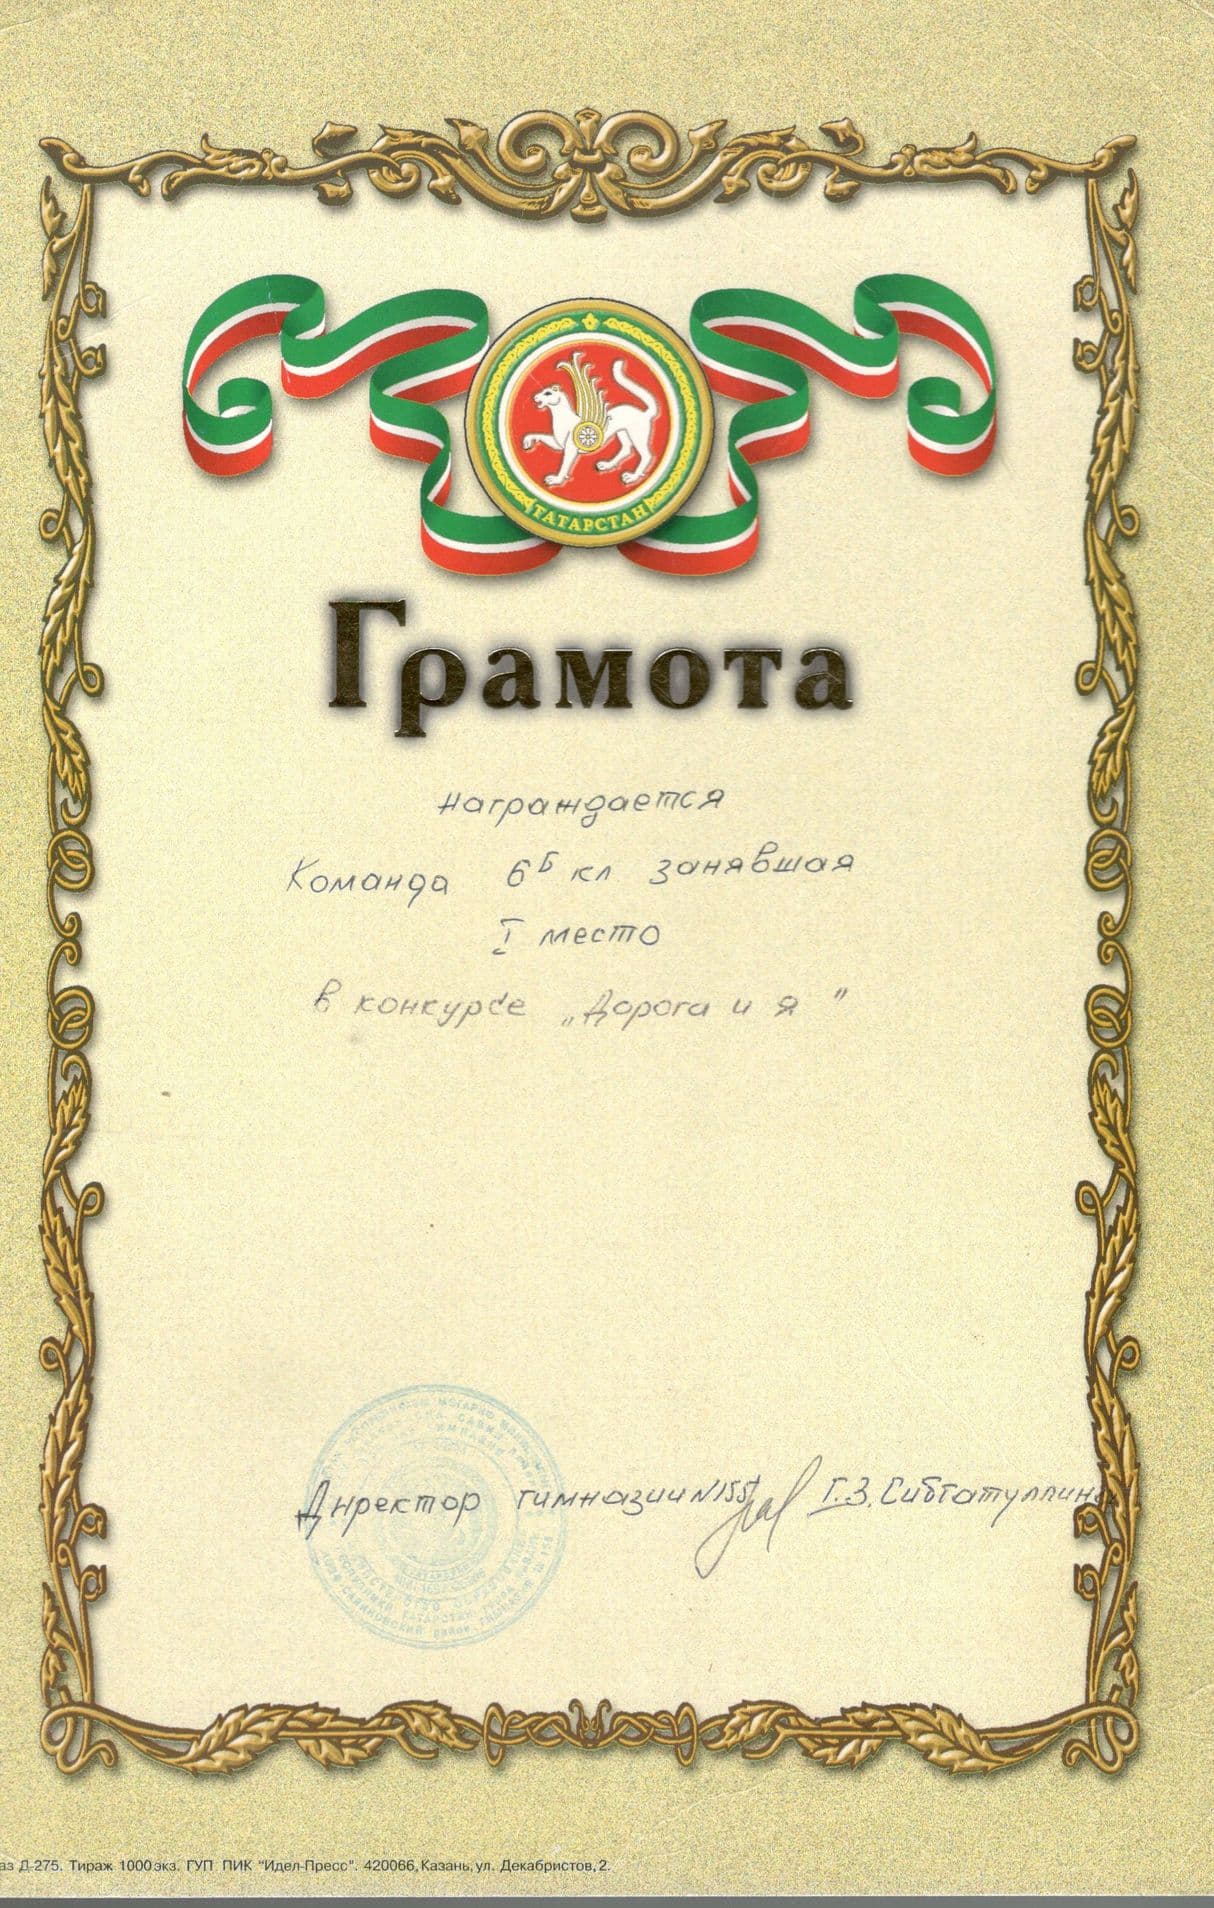 ТАТАРСТАН
Грамота
награждается
Команда 6Б кл занявшая
I место
в конкурсе „Дорога и я"
Директор гимназии N155 Г.З. Сибгатуллина
аз Д-275. Тираж 1000 экз. ГУП ПИК "Идел-Пресс". 420066, Казань, ул. Декабристов, 2.